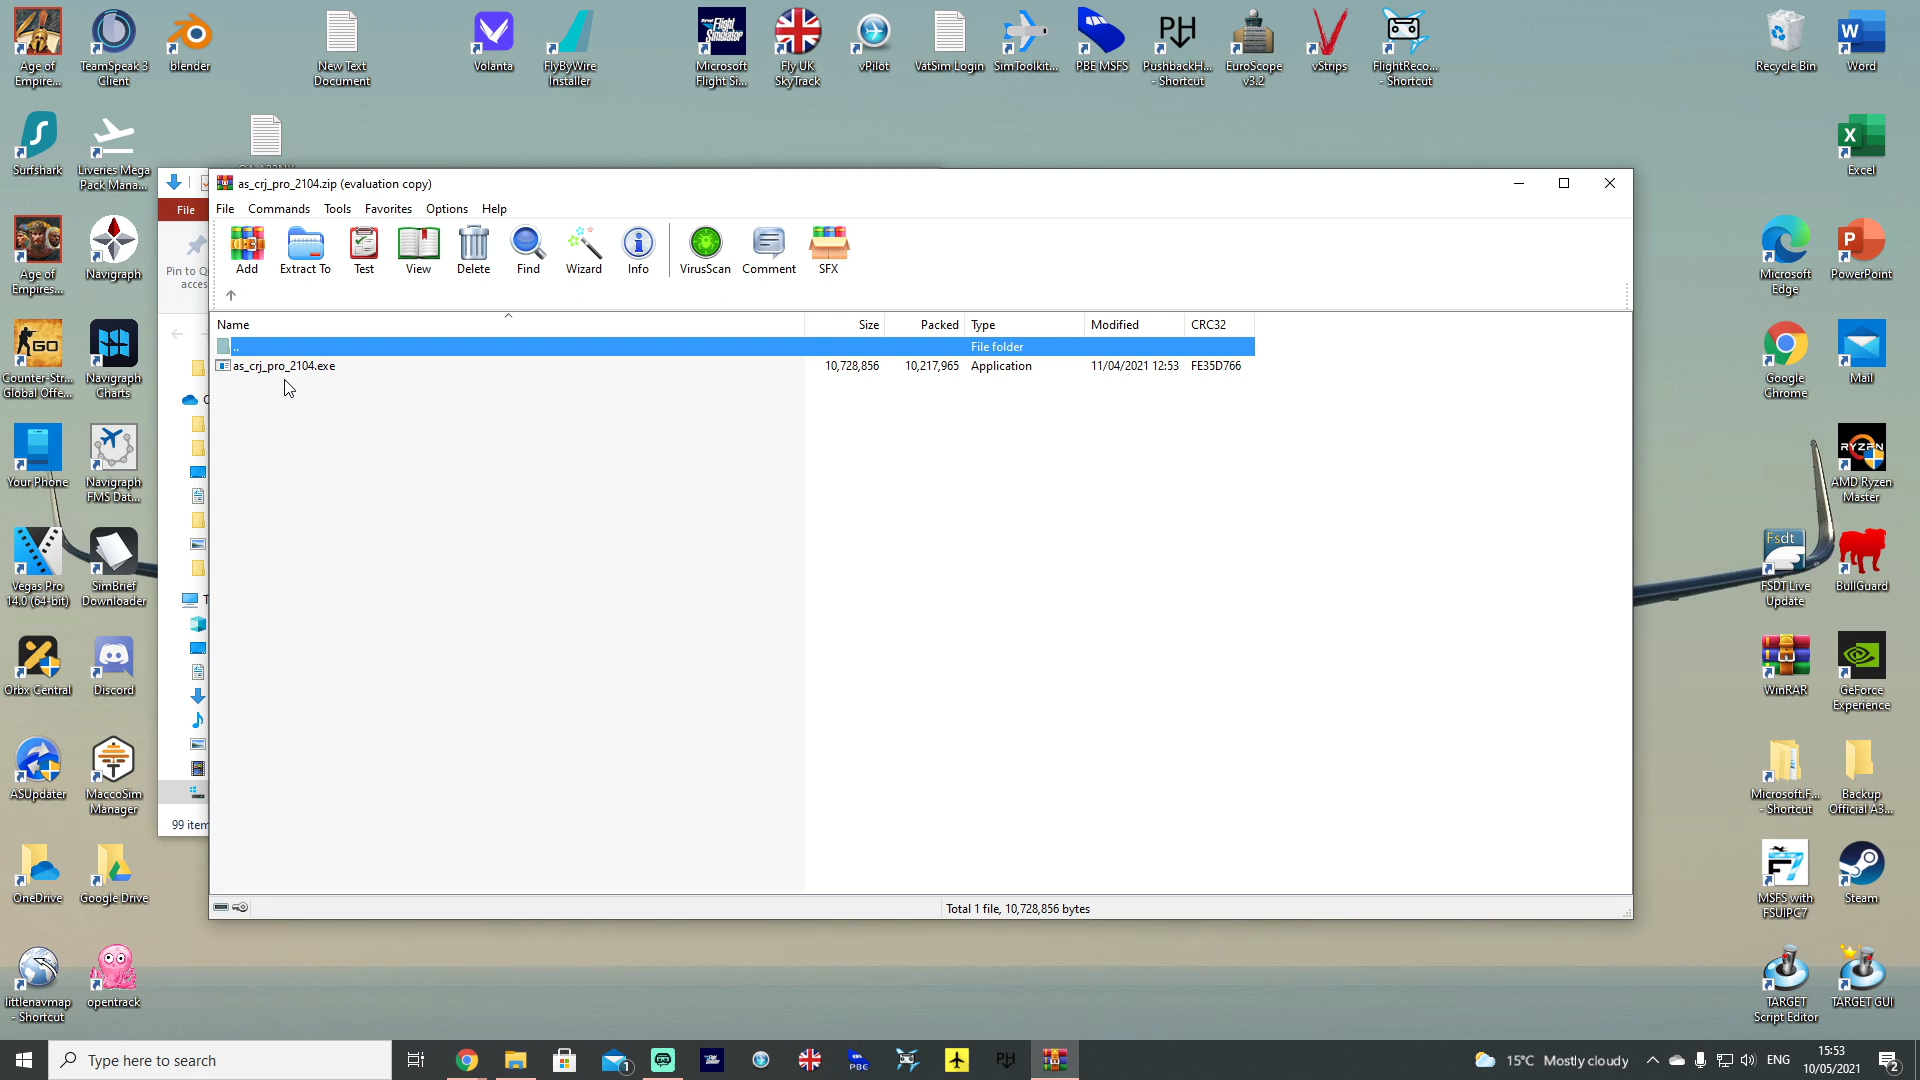 Age of
Empire...
TeamSpeak 3
Client
blender
New Text
Document
Volanta
FlyByWire
Installer
Microsoft
Flight Si...
Fly UK
SkyTrack
vPilot
VatSim Login
SimToolkit...
PBE MSFS
PushbackH...
- Shortcut
EuroScope
v3.2
vStrips
FlightReco...
- Shortcut
Recycle Bin
Word
Surfshark
Liveries Mega
Pack Mana...
Excel
as_crj_pro_2104.zip (evaluation copy)
File
File
Commands
Tools
Favorites
Options
Help
Pin to Q
acces
Add
Extract To
Test
View
Delete
Find
Wizard
Info
VirusScan
Comment
SFX
Age of
Empires...
Navigraph
Microsoft
Edge
PowerPoint
Name
Size
Packed
Type
Modified
CRC32
..
File folder
as_crj_pro_2104.exe
10,728,856
10,217,965
Application
11/04/2021 12:53
FE35D766
Counter-Str...
Global Offe...
Navigraph
Charts
Google
Chrome
Mail
Your Phone
Navigraph
FMS Dat...
RYZEN
AMD Ryzen
Master
Vegas Pro
14.0 (64-bit)
SimBrief
Downloader
Fsdt
FSDT Live
Update
BullGuard
Orbx Central
Discord
WinRAR
GeForce
Experience
ASUpdater
MaccoSim
Manager
Microsoft.F...
- Shortcut
Backup
Official A3...
99 item
OneDrive
Google Drive
MSFS with
FSUIPC7
Steam
Total 1 file, 10,728,856 bytes
littlenavmap
- Shortcut
opentrack
TARGET
Script Editor
TARGET GUI
Type here to search
15°C Mostly cloudy
ENG
15:53
10/05/2021